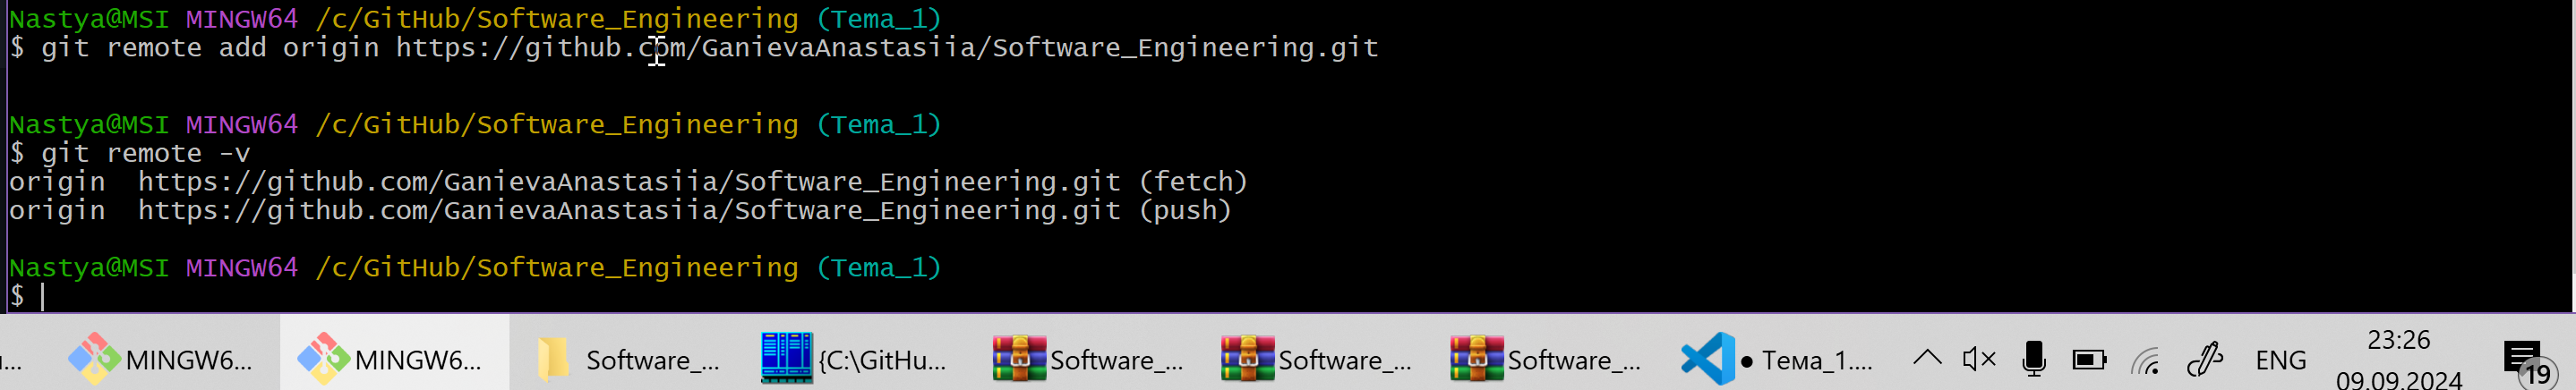 Nastya@MSI MINGW64 /c/GitHub/Software_Engineering (Tema_1)
$ git remote add origin https://github.com/GanievaAnastasiia/Software_Engineering.git
Nastya@MSI MINGW64 /c/GitHub/Software_Engineering (Tema_1)
$ git remote -v
origin  https://github.com/GanievaAnastasiia/Software_Engineering.git (fetch)
origin  https://github.com/GanievaAnastasiia/Software_Engineering.git (push)
Nastya@MSI MINGW64 /c/GitHub/Software_Engineering (Tema_1)
$
MINGW6... MINGW6... Software_... {C:\GitHu... Software_... Software_... Software_... ● Тема_1.... ENG 23:26 19
09.09.2024